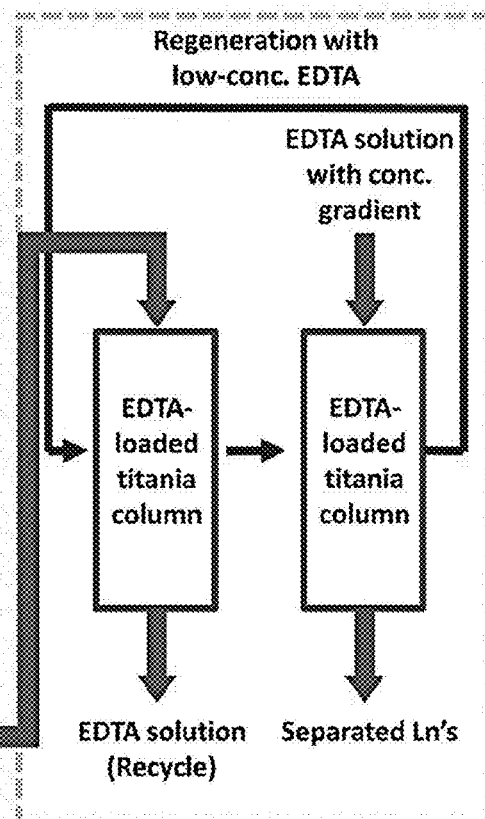 Regeneration with
low-conc. EDTA
EDTA solution
with conc.
gradient
EDTA-
loaded
titania
column
EDTA-
loaded
titania
column
EDTA solution
(Recycle)
Separated Ln's